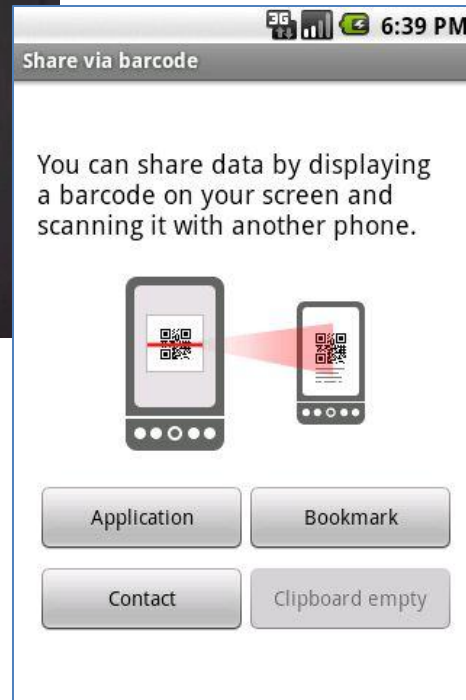 3G 6:39 PM
Share via barcode
You can share data by displaying
a barcode on your screen and
scanning it with another phone.
Application Bookmark
Contact Clipboard empty